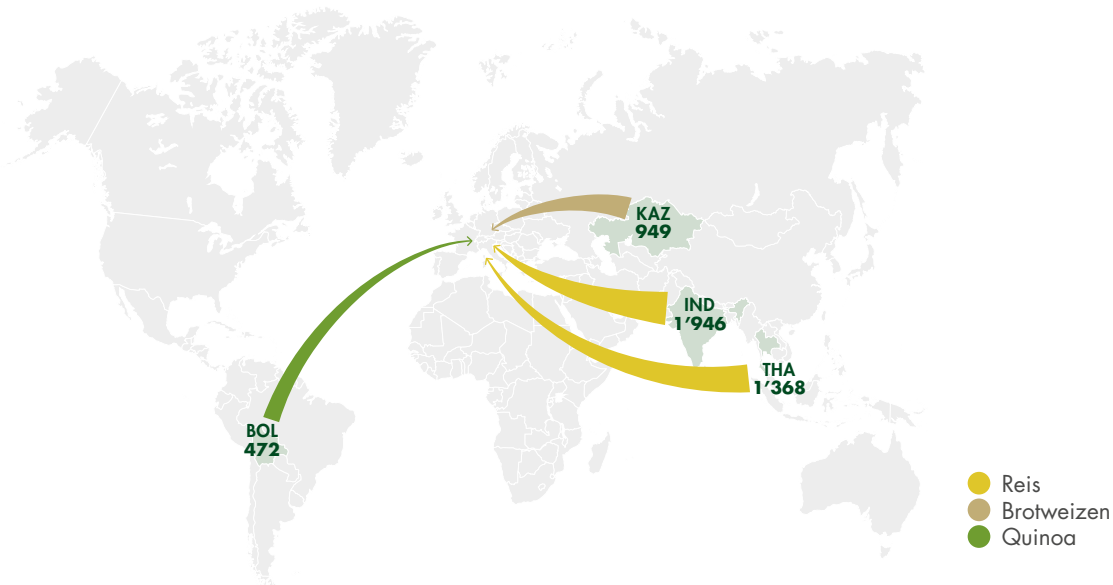 KAZ
949
IND
1’946
THA
1’368
BOL
472
Reis
Brotweizen
Quinoa